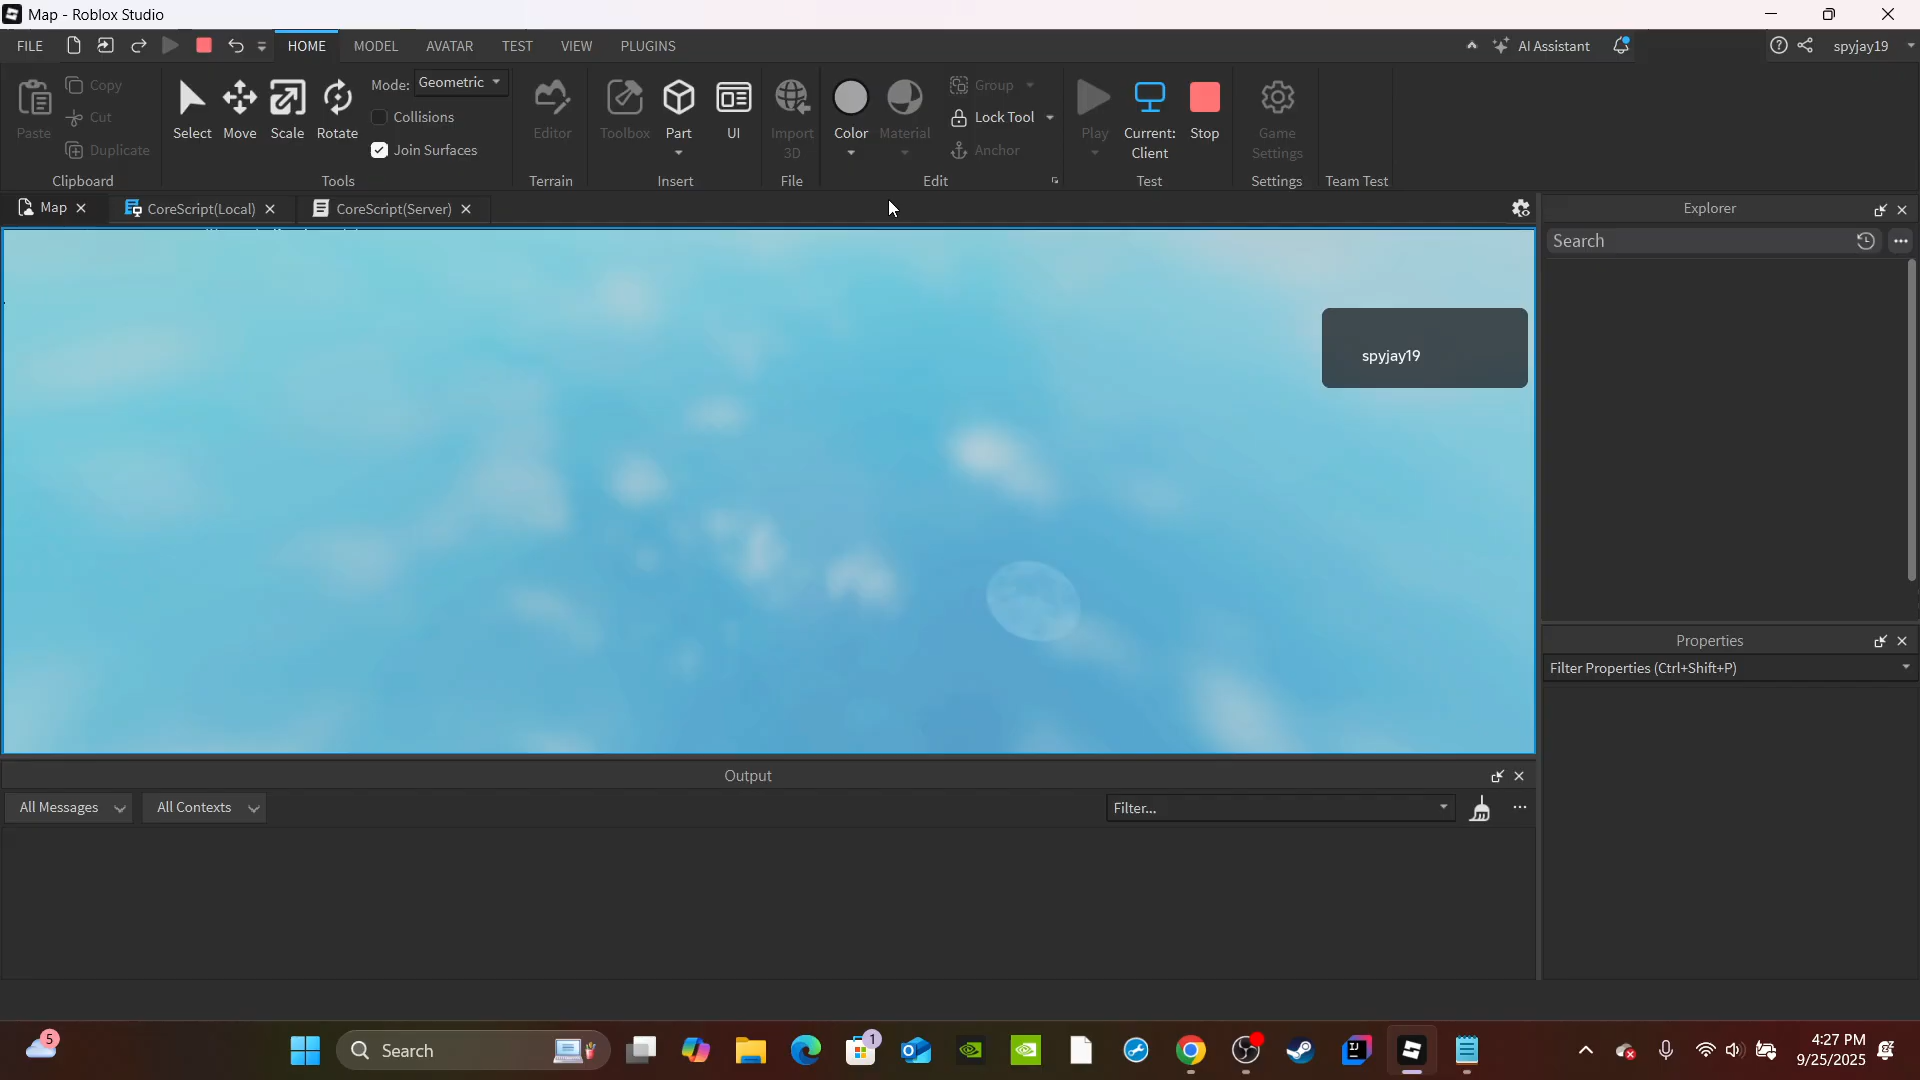 Map - Roblox Studio
FILE HOME MODEL AVATAR TEST VIEW PLUGINS AI Assistant spyjay19
Paste Copy Cut Duplicate
Select Move Scale Rotate Mode: Geometric
Collisions
Join Surfaces
Editor Toolbox Part UI Import 3D Color Material Group
Lock Tool
Anchor
Play Current: Client Stop Game Settings
Clipboard Tools Terrain Insert File Edit Test Settings Team Test
Map CoreScript(Local) CoreScript(Server) Explorer
Search
spyjay19
Properties
Filter Properties (Ctrl+Shift+P)
Output
All Messages All Contexts Filter...
5 Search 1 4:27 PM
9/25/2025